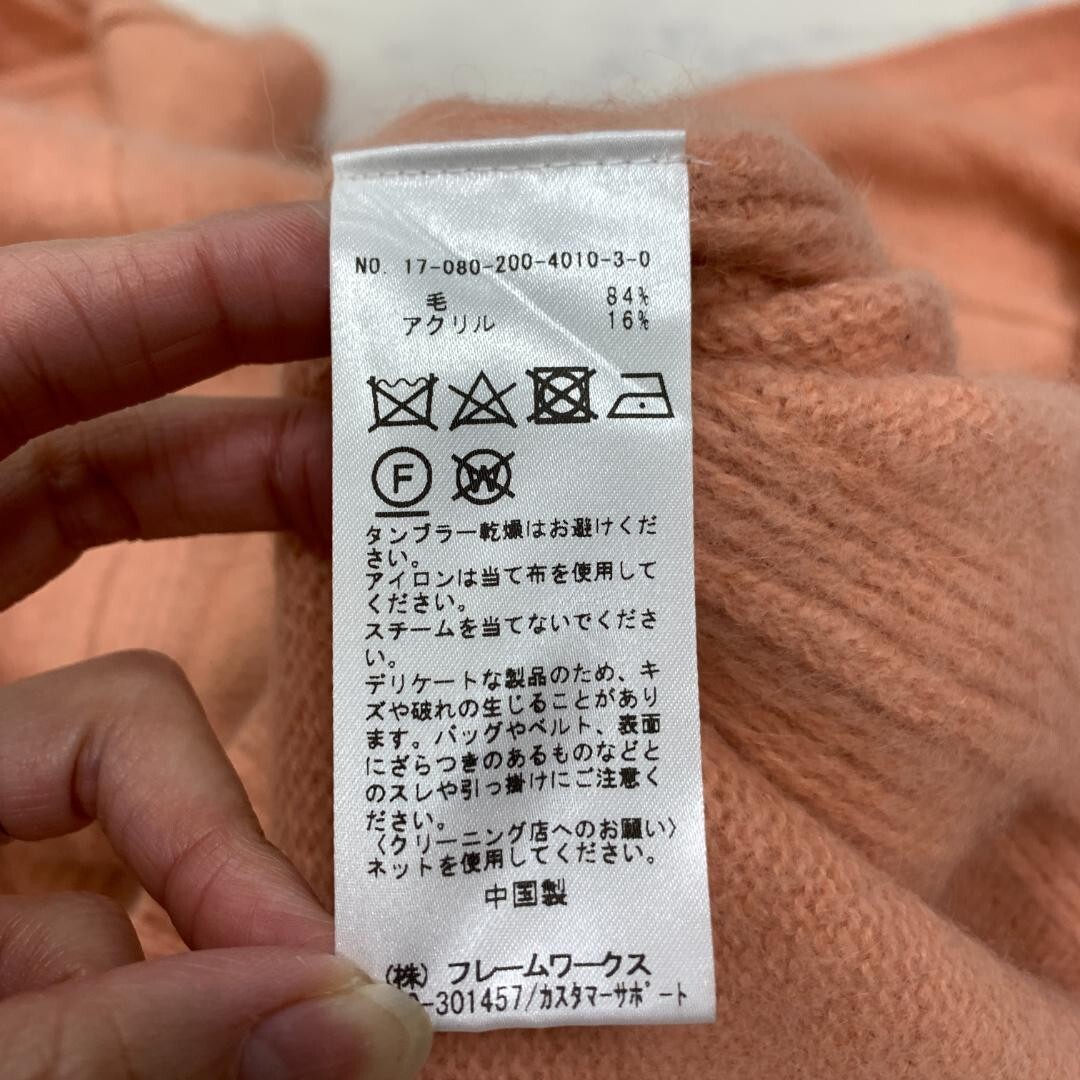 NO. 17-080-200-4010-3-0
毛 84%
アクリル 16%
F W
タンブラー乾燥はお避けくだ
さい。
アイロンは当て布を使用して
ください。
スチームを当てないでくださ
い。
デリケートな製品のため、キ
ズや破れの生じることがあり
ます。バッグやベルト、表面
にざらつきのあるものなどと
のスレや引っ掛けにご注意く
ださい。
〈クリーニング店へのお願い〉
ネットを使用してください。
中国製
(株)フレームワークス
-301457/カスタマーサポート